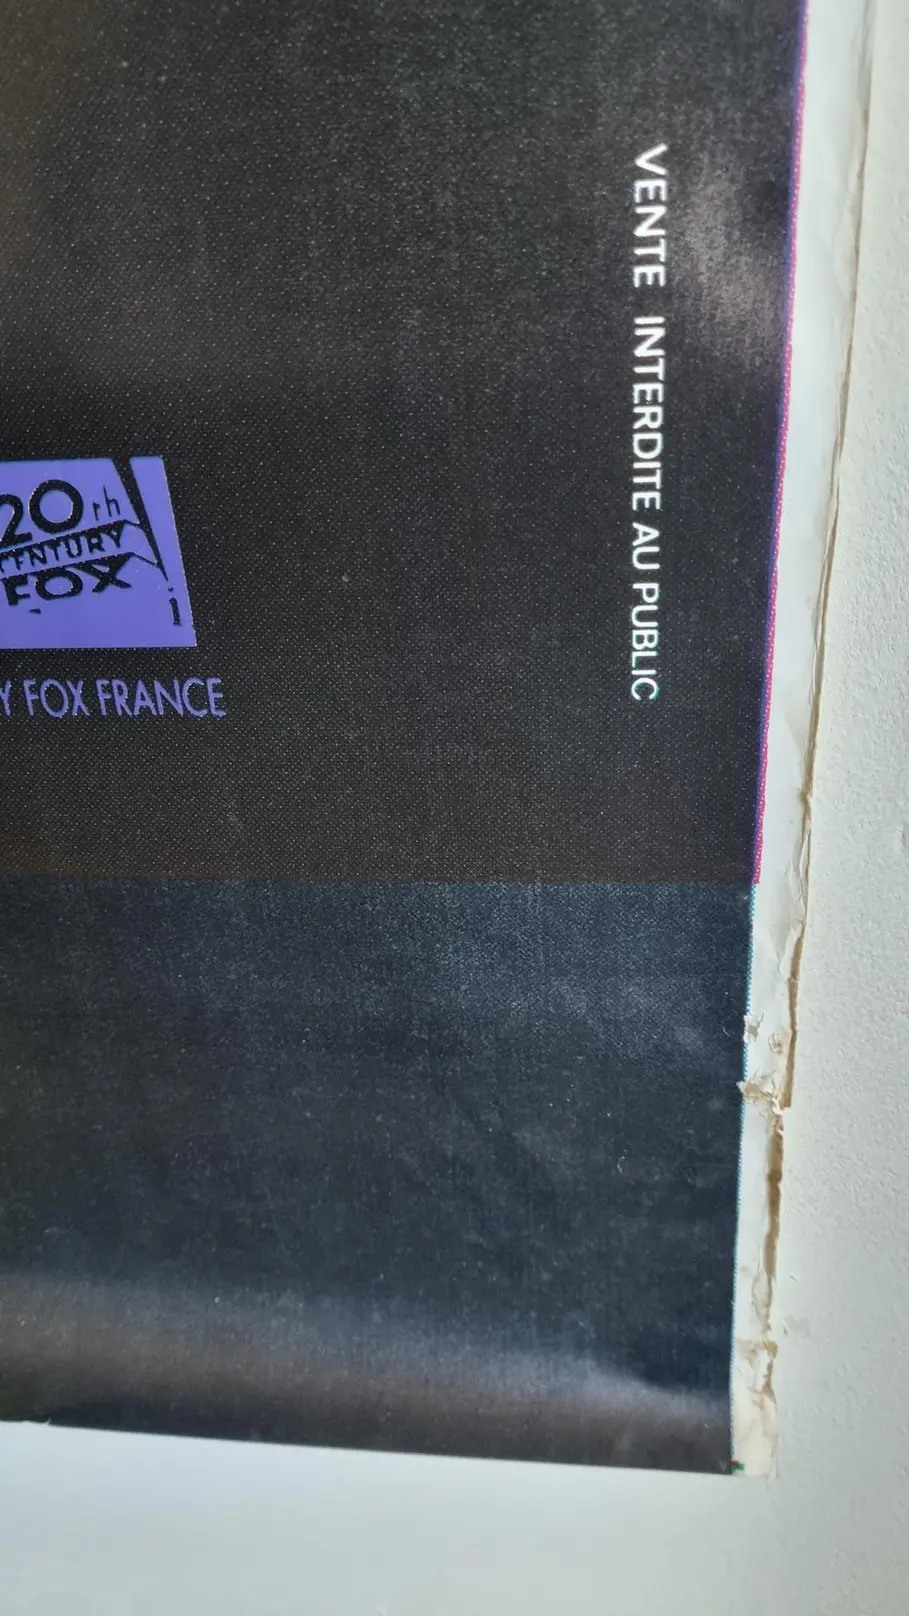 VENTE INTERDITE AU PUBLIC
20th
CENTURY
FOX
Y FOX FRANCE